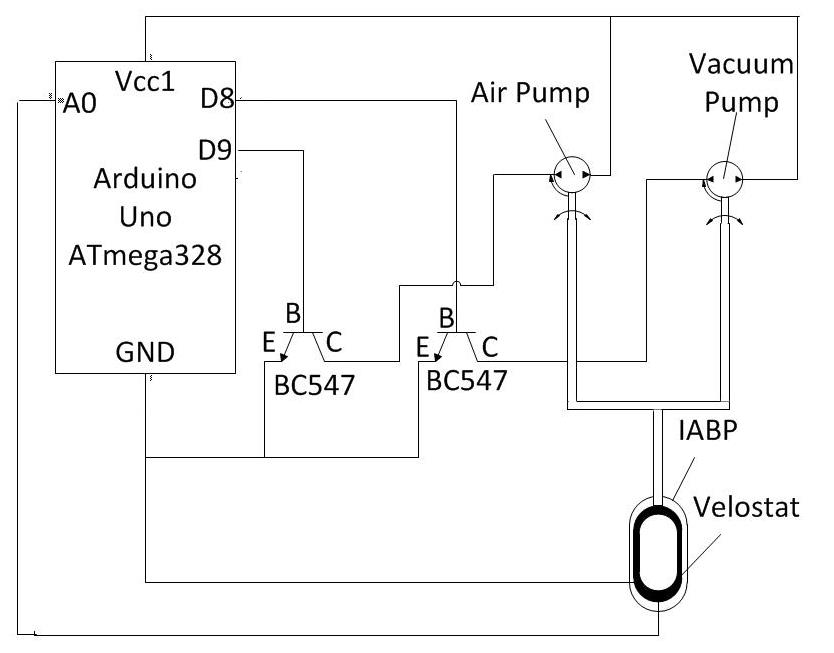 Vcc1
A0
D8
D9
Arduino
Uno
ATmega328
GND
Air Pump
Vacuum
Pump
B
E
C
BC547
B
E
C
BC547
IABP
Velostat